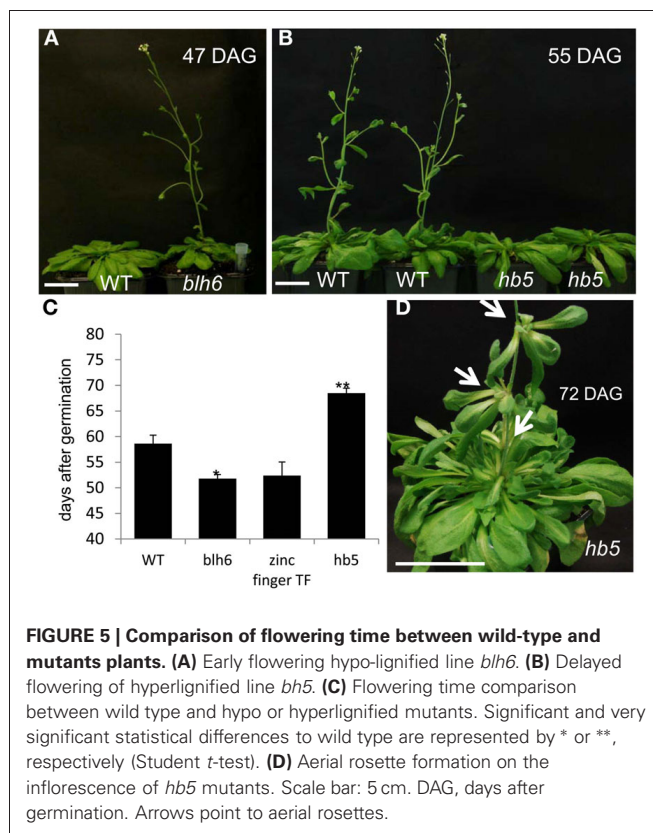 A
47 DAG
WT
blh6
B
55 DAG
WT
WT
hb5
hb5
C
days after germination
80
75
70
65
60
55
50
45
40
*
**
WT
blh6
zinc finger TF
hb5
D
72 DAG
hb5
FIGURE 5 | Comparison of flowering time between wild-type and
mutants plants. (A) Early flowering hypo-lignified line blh6. (B) Delayed
flowering of hyperlignified line bh5. (C) Flowering time comparison
between wild type and hypo or hyperlignified mutants. Significant and very
significant statistical differences to wild type are represented by * or **,
respectively (Student t-test). (D) Aerial rosette formation on the
inflorescence of hb5 mutants. Scale bar: 5 cm. DAG, days after
germination. Arrows point to aerial rosettes.